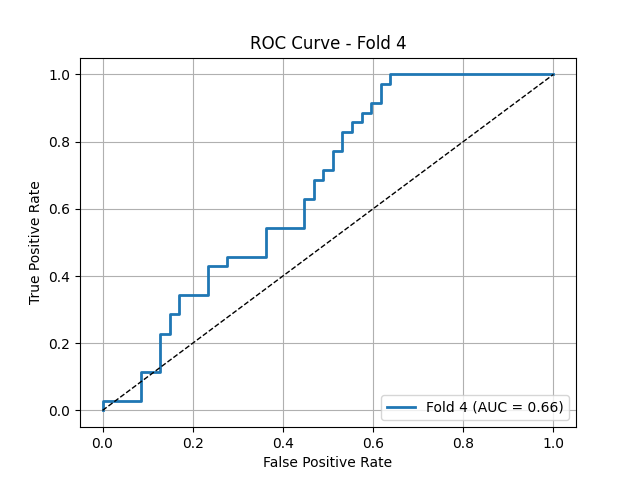 ROC Curve - Fold 4
True Positive Rate
1.0
0.8
0.6
0.4
0.2
0.0
0.0 0.2 0.4 0.6 0.8 1.0
False Positive Rate
Fold 4 (AUC = 0.66)